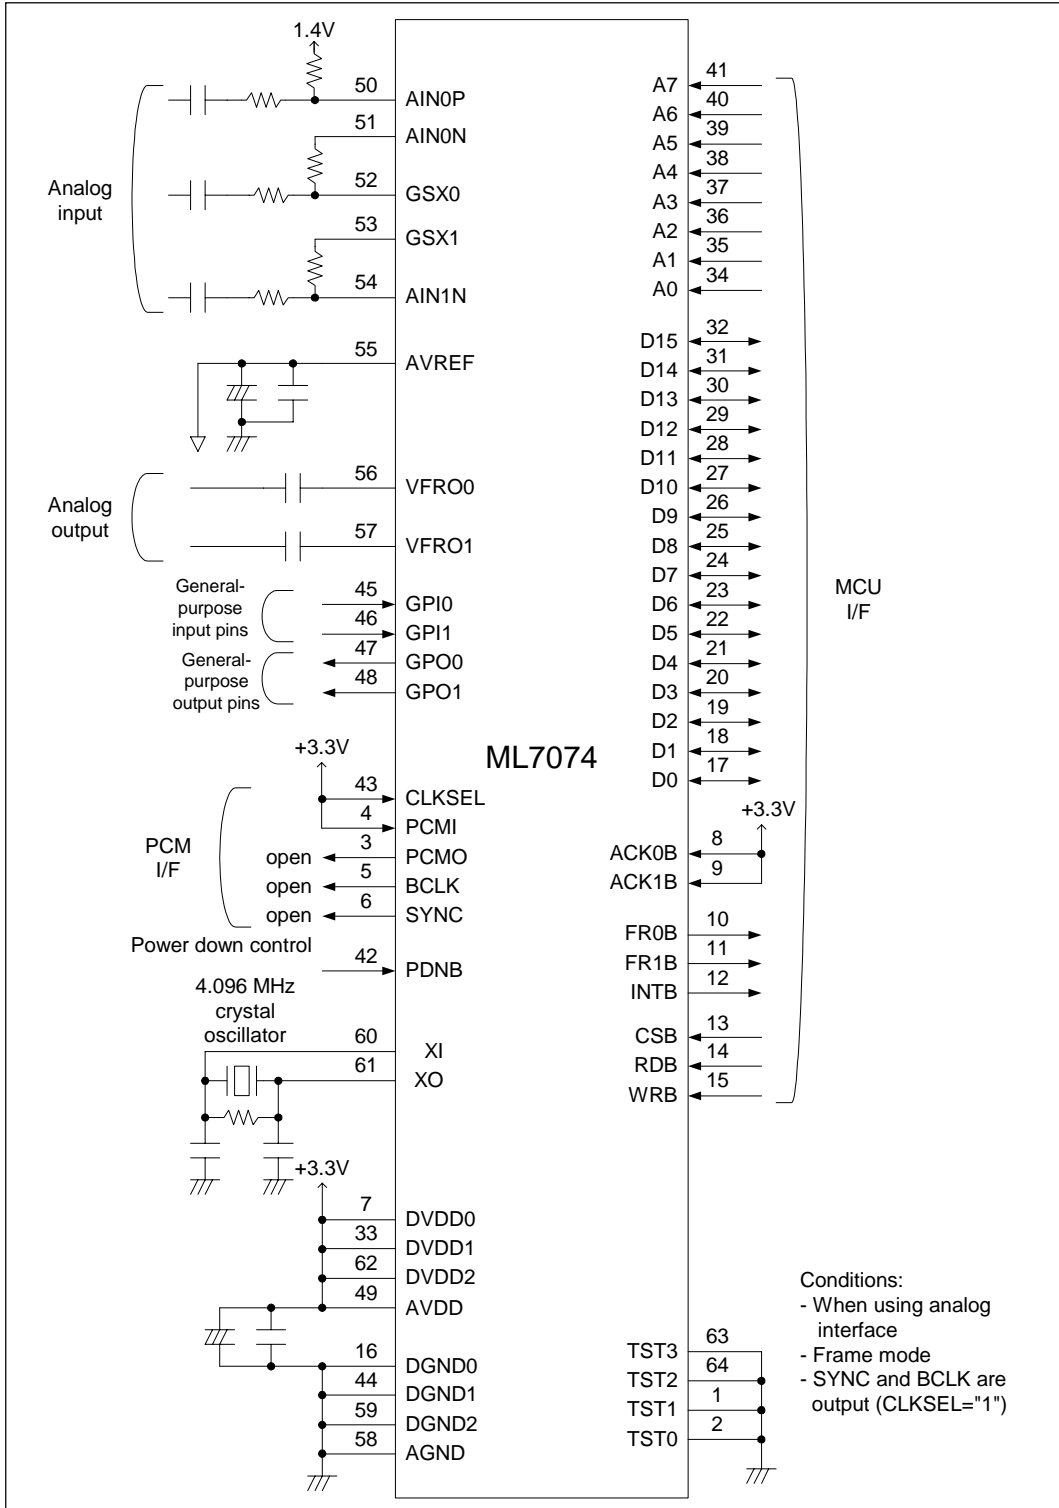 1.4V
50 AIN0P
51 AIN0N
52 GSX0
53 GSX1
54 AIN1N
Analog
input
55 AVREF
56 VFRO0
57 VFRO1
Analog
output
General-
purpose
input pins
45 GPI0
46 GPI1
General-
purpose
output pins
47 GPO0
48 GPO1
ML7074
+3.3V
43 CLKSEL
4 PCMI
open 3 PCMO
open 5 BCLK
open 6 SYNC
PCM
I/F
Power down control
42 PDNB
4.096 MHz
crystal
oscillator
60 XI
61 XO
+3.3V
7 DVDD0
33 DVDD1
62 DVDD2
49 AVDD
16 DGND0
44 DGND1
59 DGND2
58 AGND
A7 41
A6 40
A5 39
A4 38
A3 37
A2 36
A1 35
A0 34
D15 32
D14 31
D13 30
D12 29
D11 28
D10 27
D9 26
D8 25
D7 24
D6 23
D5 22
D4 21
D3 20
D2 19
D1 18
D0 17
MCU
I/F
+3.3V
ACK0B 8
ACK1B 9
FR0B 10
FR1B 11
INTB 12
CSB 13
RDB 14
WRB 15
TST3 63
TST2 64
TST1 1
TST0 2
Conditions:
- When using analog
interface
- Frame mode
- SYNC and BCLK are
output (CLKSEL="1")